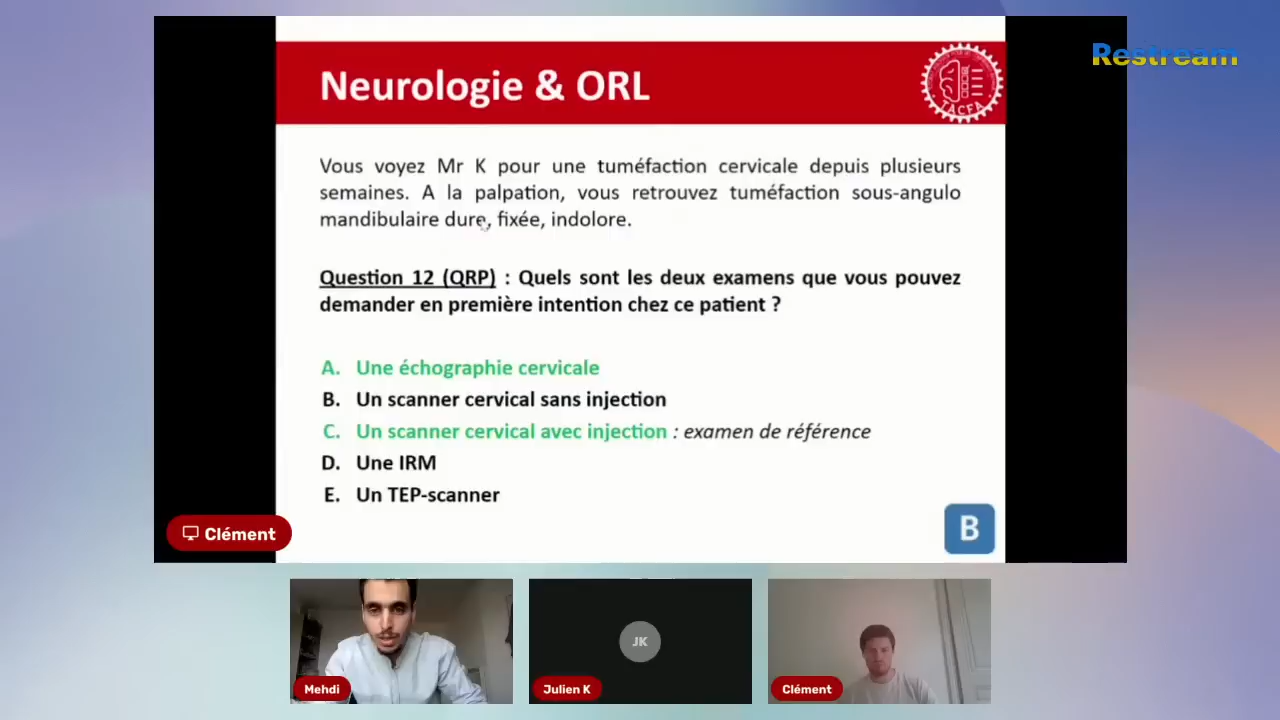 Restream
Neurologie & ORL
TACFA
Vous voyez Mr K pour une tuméfaction cervicale depuis plusieurs
semaines. A la palpation, vous retrouvez tuméfaction sous-angulo
mandibulaire dure, fixée, indolore.
Question 12 (QRP) : Quels sont les deux examens que vous pouvez
demander en première intention chez ce patient ?
A. Une échographie cervicale
B. Un scanner cervical sans injection
C. Un scanner cervical avec injection : examen de référence
D. Une IRM
E. Un TEP-scanner
B
Clément
JK
Mehdi
Julien K
Clément